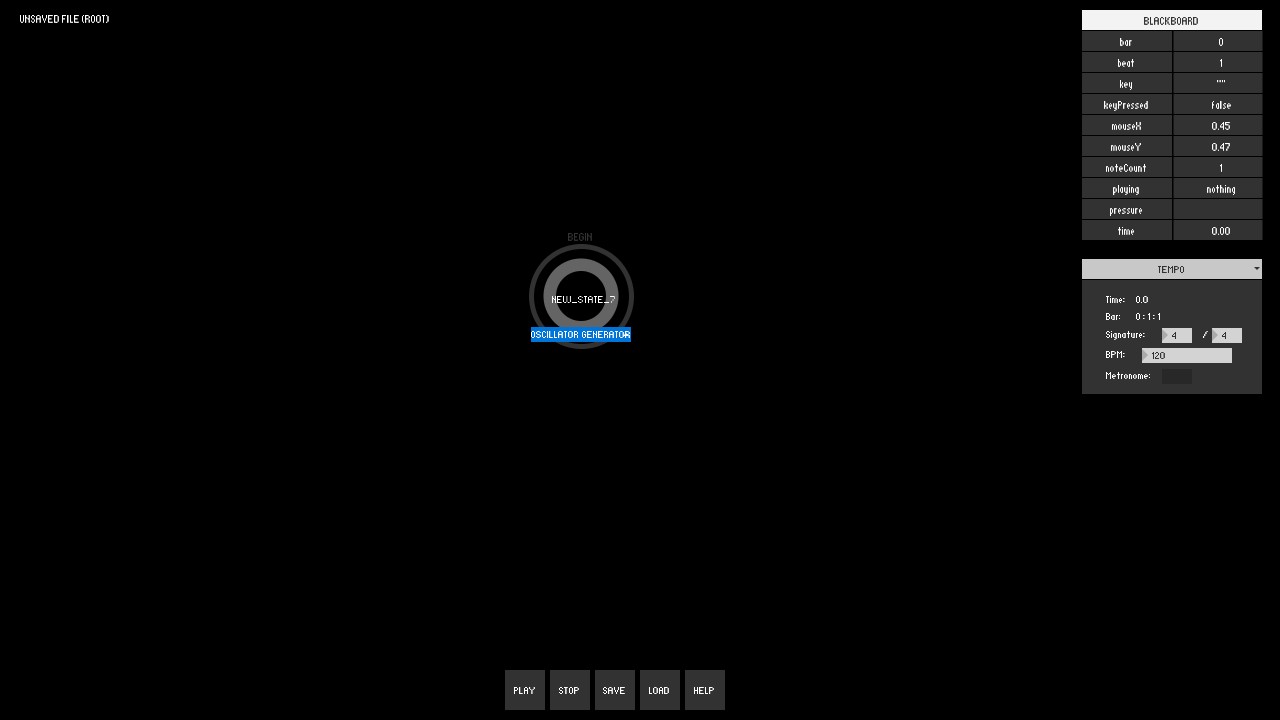 UNSAVED FILE (ROOT)
BLACKBOARD
bar 0
beat 1
key ""
keyPressed false
mouseX 0.45
mouseY 0.47
noteCount 1
playing nothing
pressure
time 0.00
TEMPO
Time: 0.0
Bar: 0:1:1
Signature: 4 / 4
BPM: 120
Metronome:
BEGIN
NEW_STATE_7
OSCILLATOR GENERATOR
PLAY STOP SAVE LOAD HELP